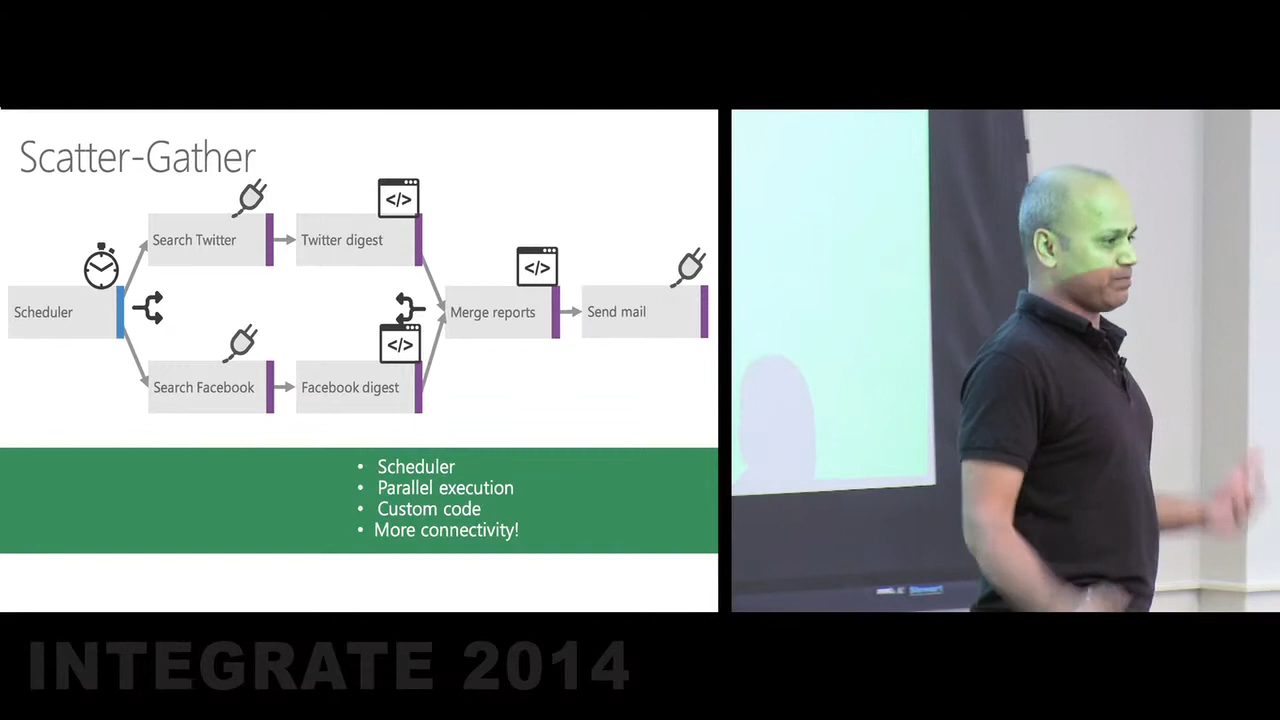 Scatter-Gather
Search Twitter
</>
Twitter digest
Scheduler
</>
Merge reports
Send mail
Search Facebook
</>
Facebook digest
• Scheduler
• Parallel execution
• Custom code
• More connectivity!
Stewart
INTEGRATE 2014